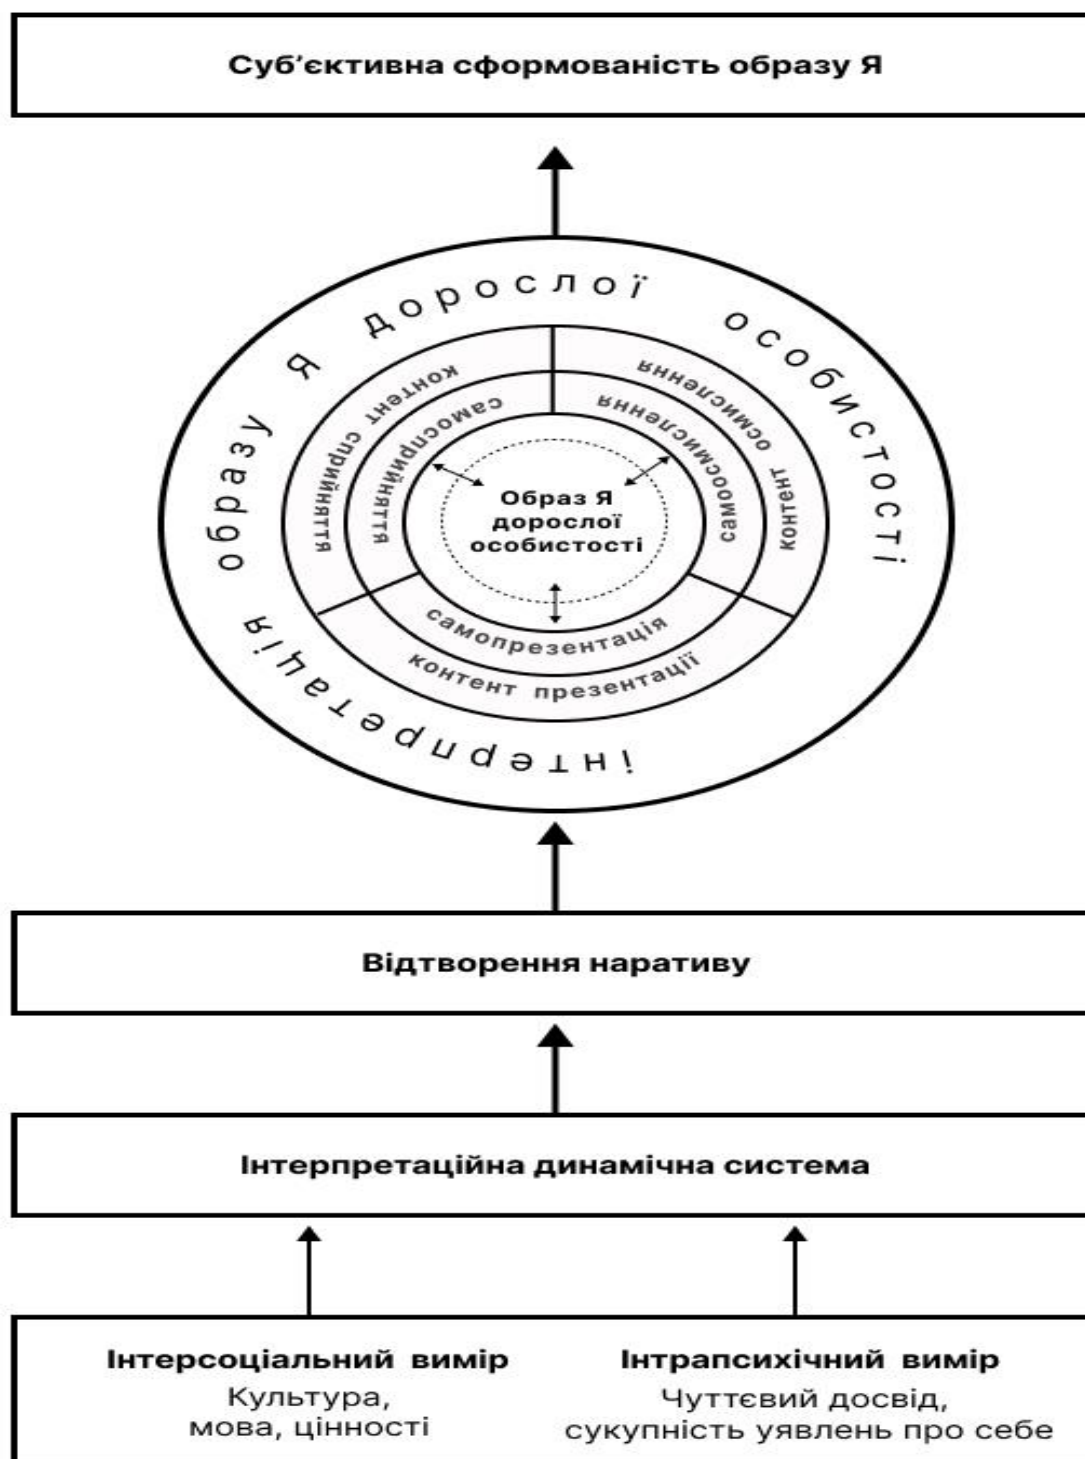 Суб’єктивна сформованість образу Я
інтерпретація образу Я дорослої особистості
контент сприйняття
контент осмислення
самосприйняття
самоосмислення
Образ Я
дорослої
особистості
самопрезентація
контент презентації
Відтворення наративу
Інтерпретаційна динамічна система
Інтерсоціальний вимір
Культура,
мова, цінності
Інтрапсихічний вимір
Чуттєвий досвід,
сукупність уявлень про себе